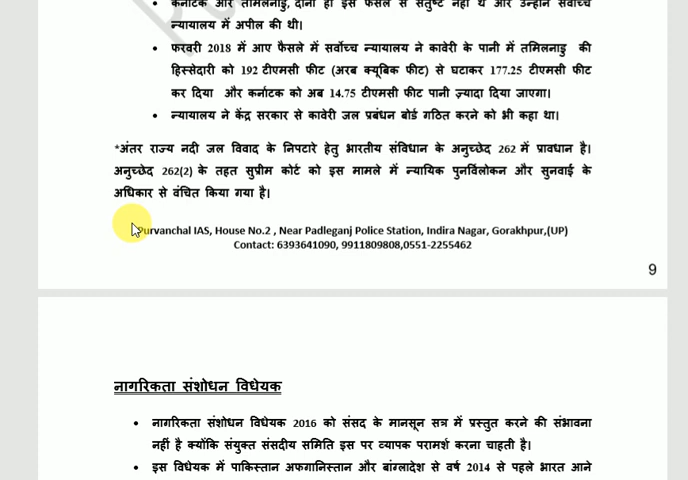 कर्नाटक और तमिलनाडु, दोनों ही इस फैसले से संतुष्ट नहीं थे और उन्होंने सर्वोच्च
न्यायालय में अपील की थी।
• फरवरी 2018 में आए फैसले में सर्वोच्च न्यायालय ने कावेरी के पानी में तमिलनाडु की
हिस्सेदारी को 192 टीएमसी फीट (अरब क्यूबिक फीट) से घटाकर 177.25 टीएमसी फीट
कर दिया और कर्नाटक को अब 14.75 टीएमसी फीट पानी ज़्यादा दिया जाएगा।
• न्यायालय ने केंद्र सरकार से कावेरी जल प्रबंधन बोर्ड गठित करने को भी कहा था।
*अंतर राज्य नदी जल विवाद के निपटारे हेतु भारतीय संविधान के अनुच्छेद 262 में प्रावधान है।
अनुच्छेद 262(2) के तहत सुप्रीम कोर्ट को इस मामले में न्यायिक पुनर्विलोकन और सुनवाई के
अधिकार से वंचित किया गया है।
Purvanchal IAS, House No.2 , Near Padleganj Police Station, Indira Nagar, Gorakhpur,(UP)
Contact: 6393641090, 9911809808,0551-2255462
9
नागरिकता संशोधन विधेयक
• नागरिकता संशोधन विधेयक 2016 को संसद के मानसून सत्र में प्रस्तुत करने की संभावना
नहीं है क्योंकि संयुक्त संसदीय समिति इस पर व्यापक परामर्श करना चाहती है।
• इस विधेयक में पाकिस्तान अफगानिस्तान और बांग्लादेश से वर्ष 2014 से पहले भारत आने